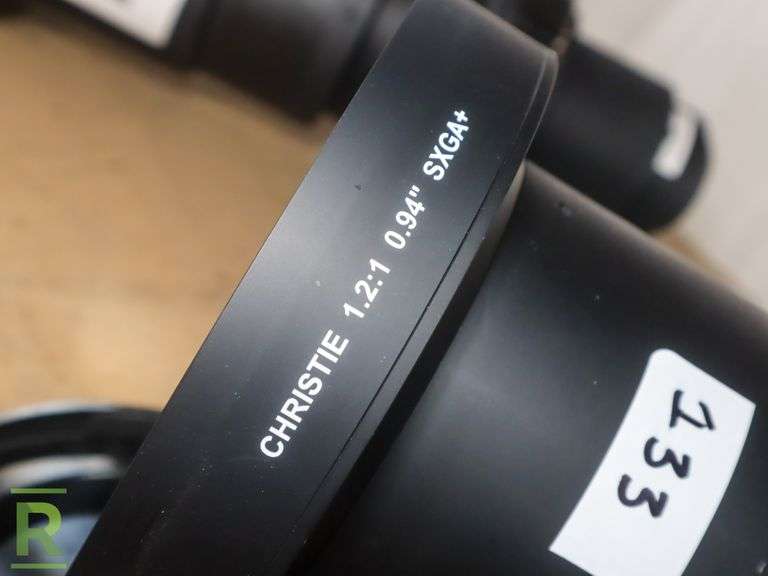 CHRISTIE 1.2:1 0.94" SXGA+
133
R